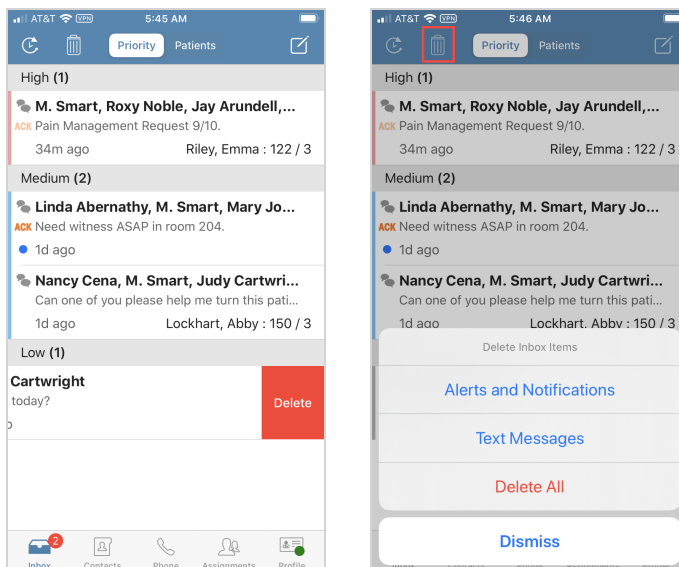 AT&T VPN 5:45 AM
Priority Patients
High (1)
M. Smart, Roxy Noble, Jay Arundell,...
ACK Pain Management Request 9/10.
34m ago Riley, Emma : 122 / 3
Medium (2)
Linda Abernathy, M. Smart, Mary Jo...
ACK Need witness ASAP in room 204.
1d ago
Nancy Cena, M. Smart, Judy Cartwri...
Can one of you please help me turn this pati...
1d ago Lockhart, Abby : 150 / 3
Low (1)
Cartwright
today?
Delete
2
Inbox Contacts Phone Assignments Profile
AT&T VPN 5:46 AM
Priority Patients
High (1)
M. Smart, Roxy Noble, Jay Arundell,...
ACK Pain Management Request 9/10.
34m ago Riley, Emma : 122 / 3
Medium (2)
Linda Abernathy, M. Smart, Mary Jo...
ACK Need witness ASAP in room 204.
1d ago
Nancy Cena, M. Smart, Judy Cartwri...
Can one of you please help me turn this pati...
1d ago Lockhart, Abby : 150 / 3
Delete Inbox Items
Alerts and Notifications
Text Messages
Delete All
Dismiss